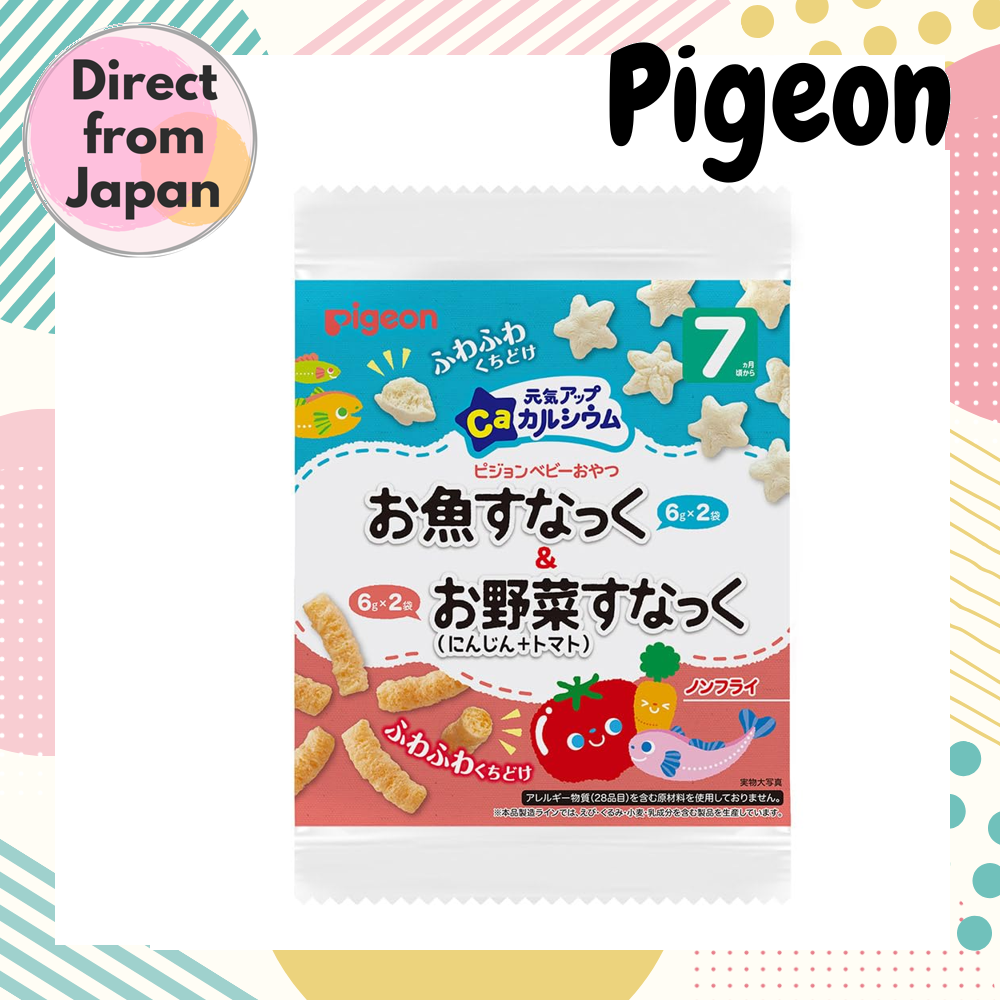 Direct
from
Japan
Pigeon
Pigeon
ふわふわ
くちどけ
7
ヵ月
頃から
元気アップ
Ca カルシウム
ピジョンベビーおやつ
お魚すなっく 6g×2袋
&
6g×2袋 お野菜すなっく
(にんじん+トマト)
ノンフライ
ふわふわくちどけ
実物大写真
アレルギー物質(28品目)を含む原材料を使用しておりません。
※本品製造ラインでは、えび・くるみ・小麦・乳成分を含む製品を生産しています。